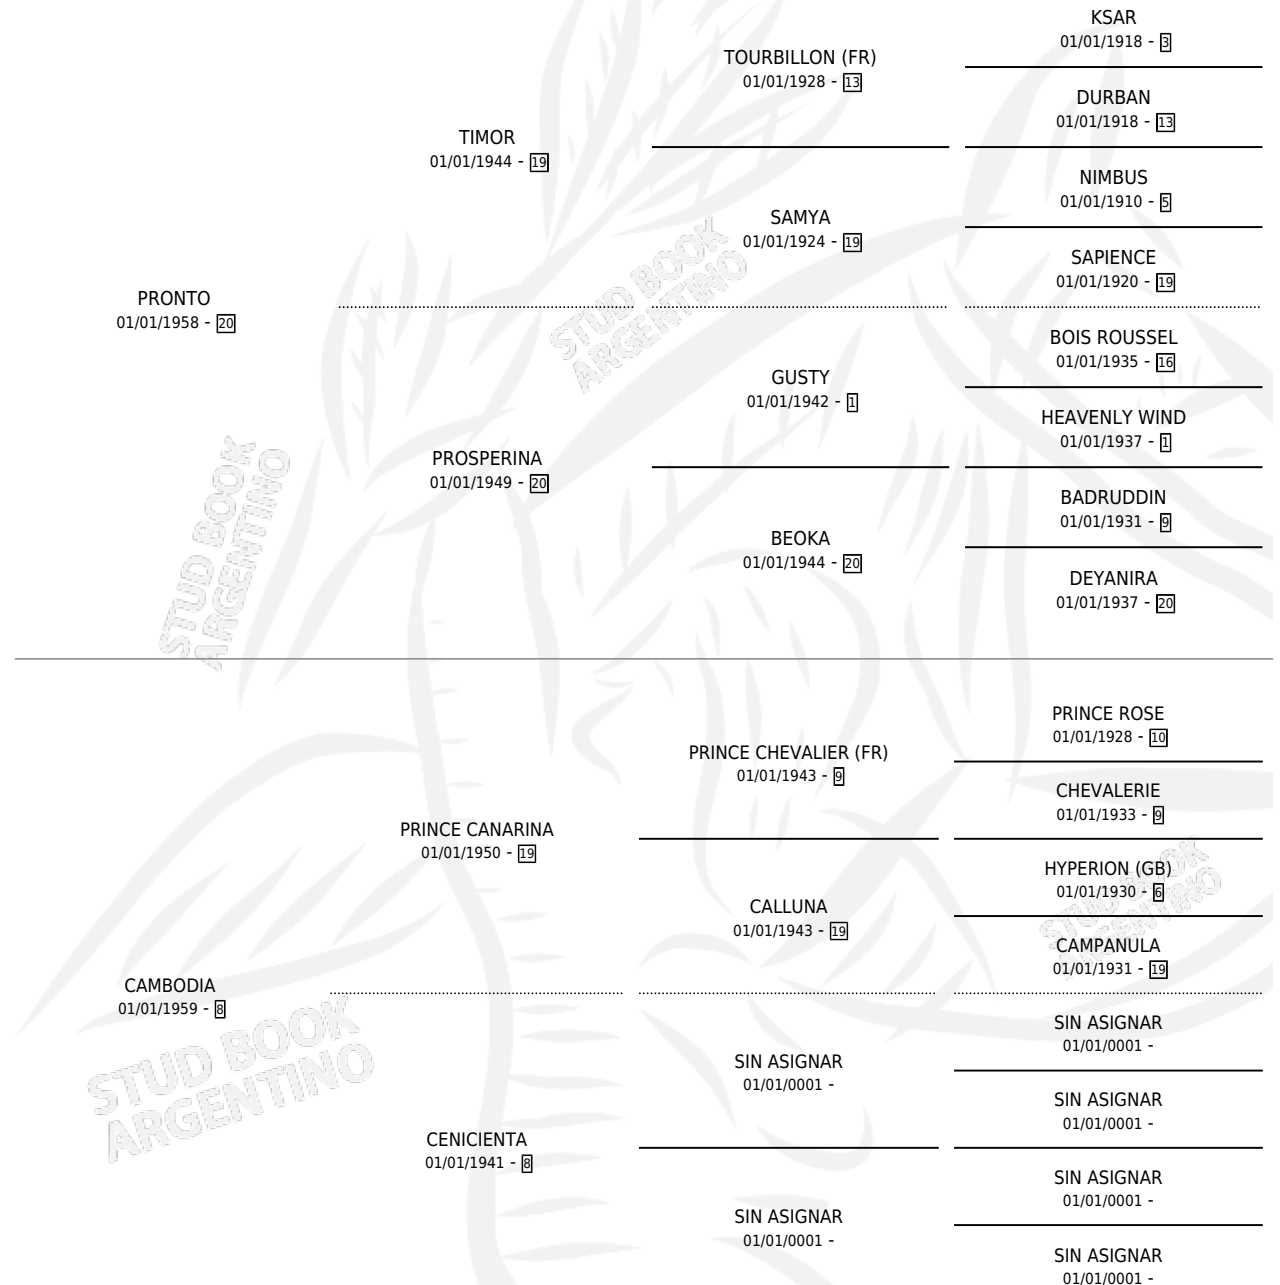 KSAR
01/01/1918 - 3
TOURBILLON (FR)
01/01/1928 - 13
DURBAN
01/01/1918 - 13
TIMOR
01/01/1944 - 19
NIMBUS
01/01/1910 - 5
SAMYA
01/01/1924 - 19
SAPIENCE
01/01/1920 - 19
PRONTO
01/01/1958 - 20
BOIS ROUSSEL
01/01/1935 - 16
GUSTY
01/01/1942 - 1
HEAVENLY WIND
01/01/1937 - 1
PROSPERINA
01/01/1949 - 20
BADRUDDIN
01/01/1931 - 9
BEOKA
01/01/1944 - 20
DEYANIRA
01/01/1937 - 20
PRINCE ROSE
01/01/1928 - 10
PRINCE CHEVALIER (FR)
01/01/1943 - 9
CHEVALERIE
01/01/1933 - 9
PRINCE CANARINA
01/01/1950 - 19
HYPERION (GB)
01/01/1930 - 6
CALLUNA
01/01/1943 - 19
CAMPANULA
01/01/1931 - 19
CAMBODIA
01/01/1959 - 8
SIN ASIGNAR
01/01/0001 -
SIN ASIGNAR
01/01/0001 -
SIN ASIGNAR
01/01/0001 -
CENICIENTA
01/01/1941 - 8
SIN ASIGNAR
01/01/0001 -
SIN ASIGNAR
01/01/0001 -
SIN ASIGNAR
01/01/0001 -
STUD BOOK
ARGENTINO
STUD BOOK
ARGENTINO
STUD BOOK
ARGENTINO
STUD BOOK
ARGENTINO